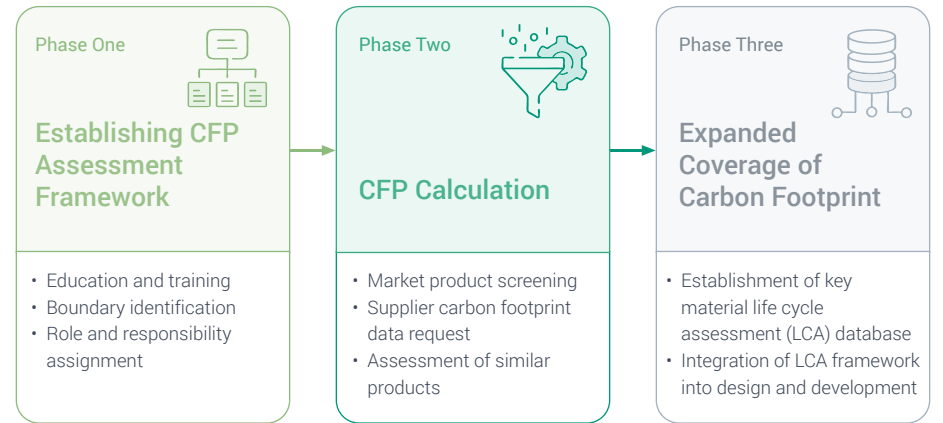 Phase One
Establishing CFP
Assessment
Framework
• Education and training
• Boundary identification
• Role and responsibility
assignment
Phase Two
CFP Calculation
• Market product screening
• Supplier carbon footprint
data request
• Assessment of similar
products
Phase Three
Expanded
Coverage of
Carbon Footprint
• Establishment of key
material life cycle
assessment (LCA) database
• Integration of LCA framework
into design and development